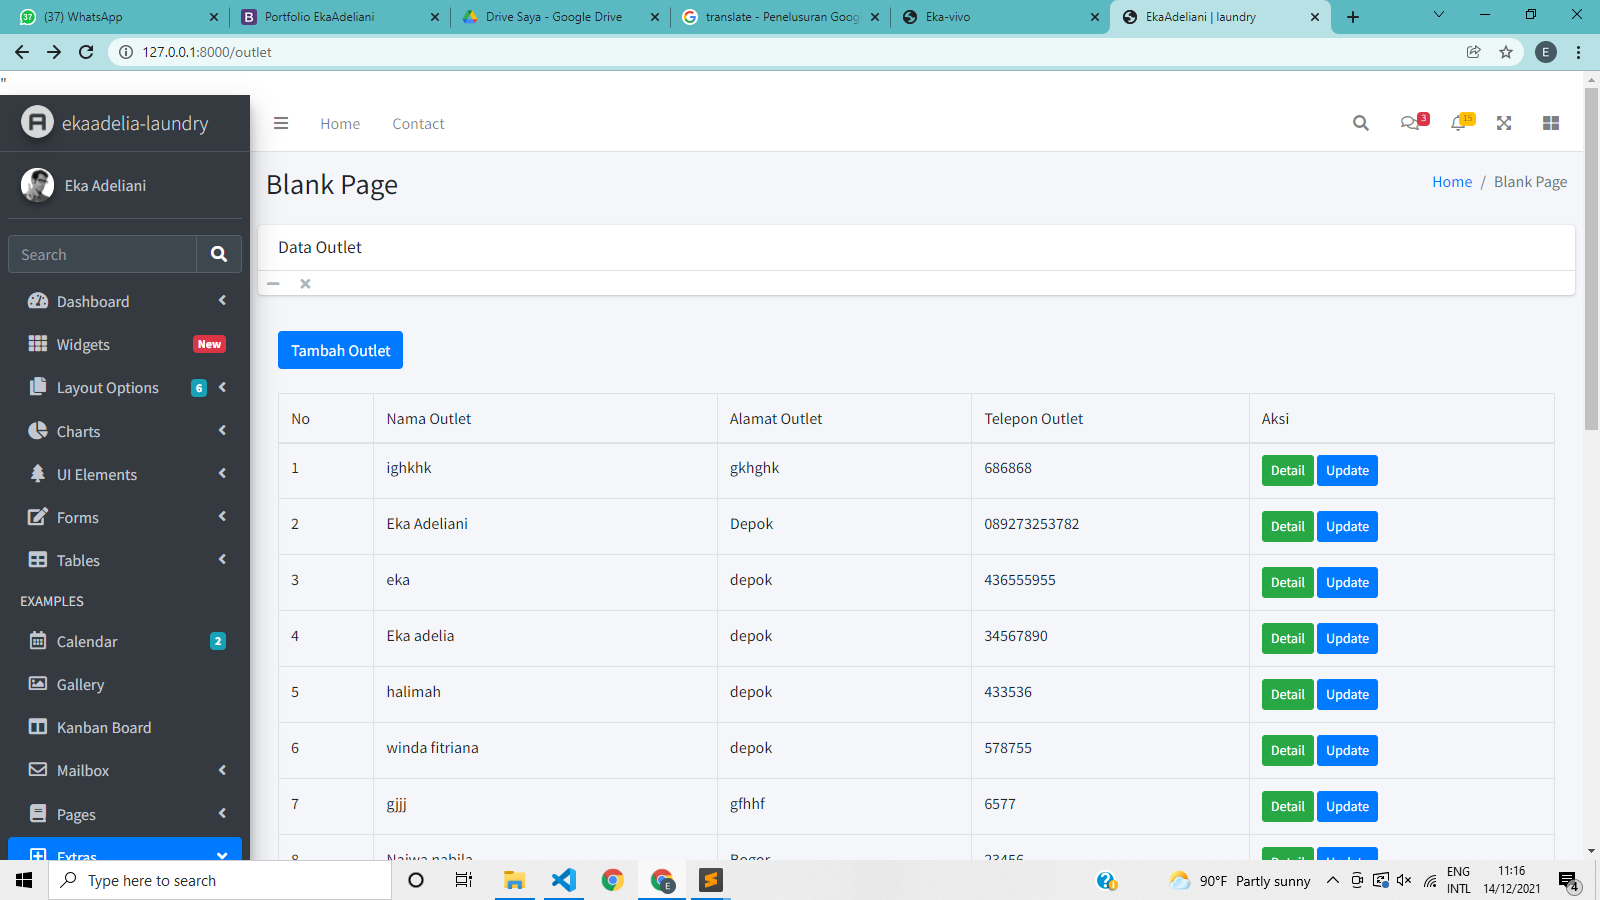 (37) WhatsApp
Portfolio EkaAdeliani
Drive Saya - Google Drive
translate - Penelusuran Goog
Eka-vivo
EkaAdeliani | laundry
127.0.0.1:8000/outlet
E
"
ekaadelia-laundry
Home
Contact
3
15
Eka Adeliani
Blank Page
Home / Blank Page
Search
Data Outlet
Dashboard
Widgets
New
Layout Options
6
Charts
UI Elements
Forms
Tables
EXAMPLES
Calendar
2
Gallery
Kanban Board
Mailbox
Pages
Extras
Tambah Outlet
No Nama Outlet Alamat Outlet Telepon Outlet Aksi
1 ighkhk gkhghk 686868 Detail Update
2 Eka Adeliani Depok 089273253782 Detail Update
3 eka depok 436555955 Detail Update
4 Eka adelia depok 34567890 Detail Update
5 halimah depok 433536 Detail Update
6 winda fitriana depok 578755 Detail Update
7 gjjj gfhhf 6577 Detail Update
8 Najwa nabila Bogor 23456 Detail Update
Type here to search
E
90°F Partly sunny
ENG
INTL
11:16
14/12/2021
4